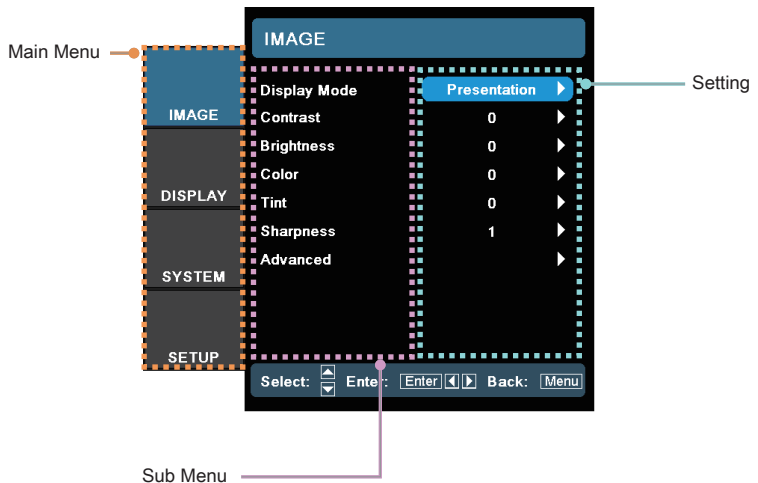 IMAGE
Main Menu
Setting
Display Mode Presentation
IMAGE
Contrast 0
Brightness 0
Color 0
DISPLAY
Tint 0
Sharpness 1
Advanced
SYSTEM
SETUP
Select: Enter: Enter Back: Menu
Sub Menu